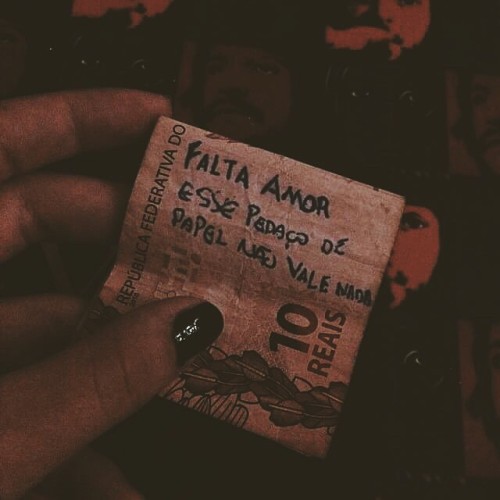 REPÚBLICA FEDERATIVA DO
FALTA AMOR
ESSE PEDAÇO DE
PAPEL NÃO VALE NADA
10
REAIS